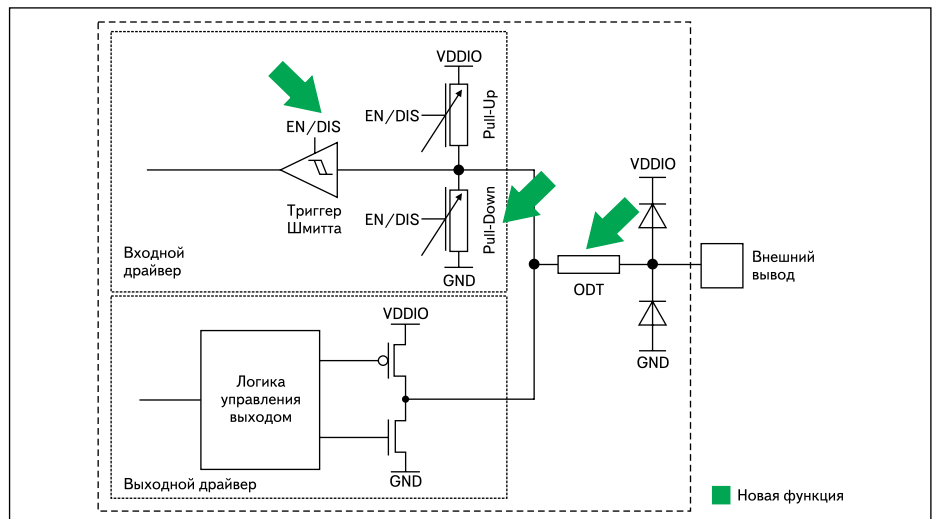 VDDIO
EN/DIS
Pull-Up
EN/DIS
Триггер
Шмитта
EN/DIS
Pull-Down
GND
Входной
драйвер
VDDIO
ODT
GND
Внешний
вывод
VDDIO
Логика
управления
выходом
GND
Выходной драйвер
Новая функция